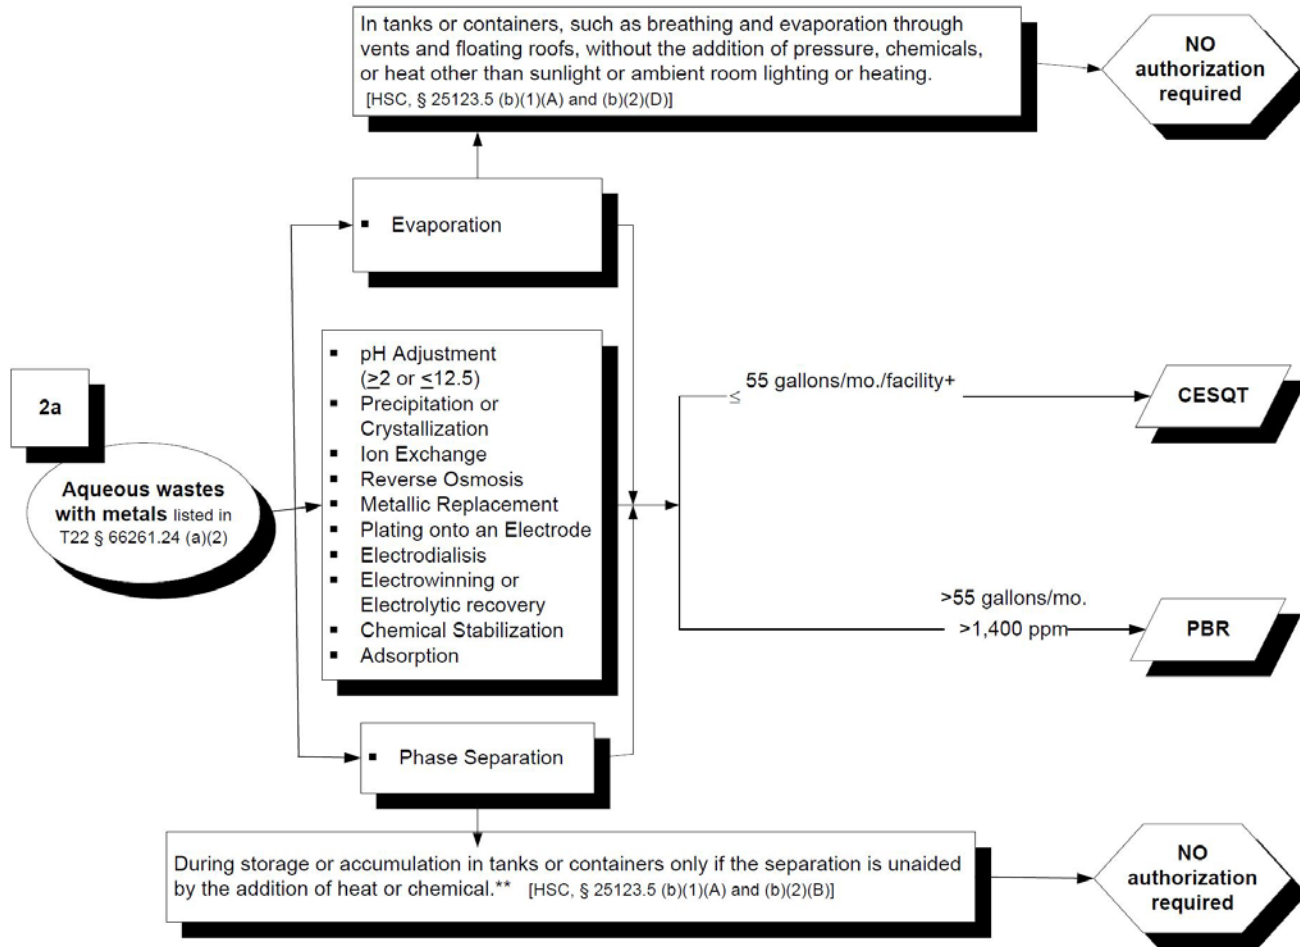 In tanks or containers, such as breathing and evaporation through
vents and floating roofs, without the addition of pressure, chemicals,
or heat other than sunlight or ambient room lighting or heating.
[HSC, § 25123.5 (b)(1)(A) and (b)(2)(D)]
NO
authorization
required
▪ Evaporation
2a
Aqueous wastes
with metals listed in
T22 § 66261.24 (a)(2)
▪ pH Adjustment
(≥2 or ≤12.5)
▪ Precipitation or
Crystallization
▪ Ion Exchange
▪ Reverse Osmosis
▪ Metallic Replacement
▪ Plating onto an Electrode
▪ Electrodialisis
▪ Electrowinning or
Electrolytic recovery
▪ Chemical Stabilization
▪ Adsorption
≤ 55 gallons/mo./facility+
CESQT
>55 gallons/mo.
>1,400 ppm
PBR
▪ Phase Separation
During storage or accumulation in tanks or containers only if the separation is unaided
by the addition of heat or chemical.** [HSC, § 25123.5 (b)(1)(A) and (b)(2)(B)]
NO
authorization
required